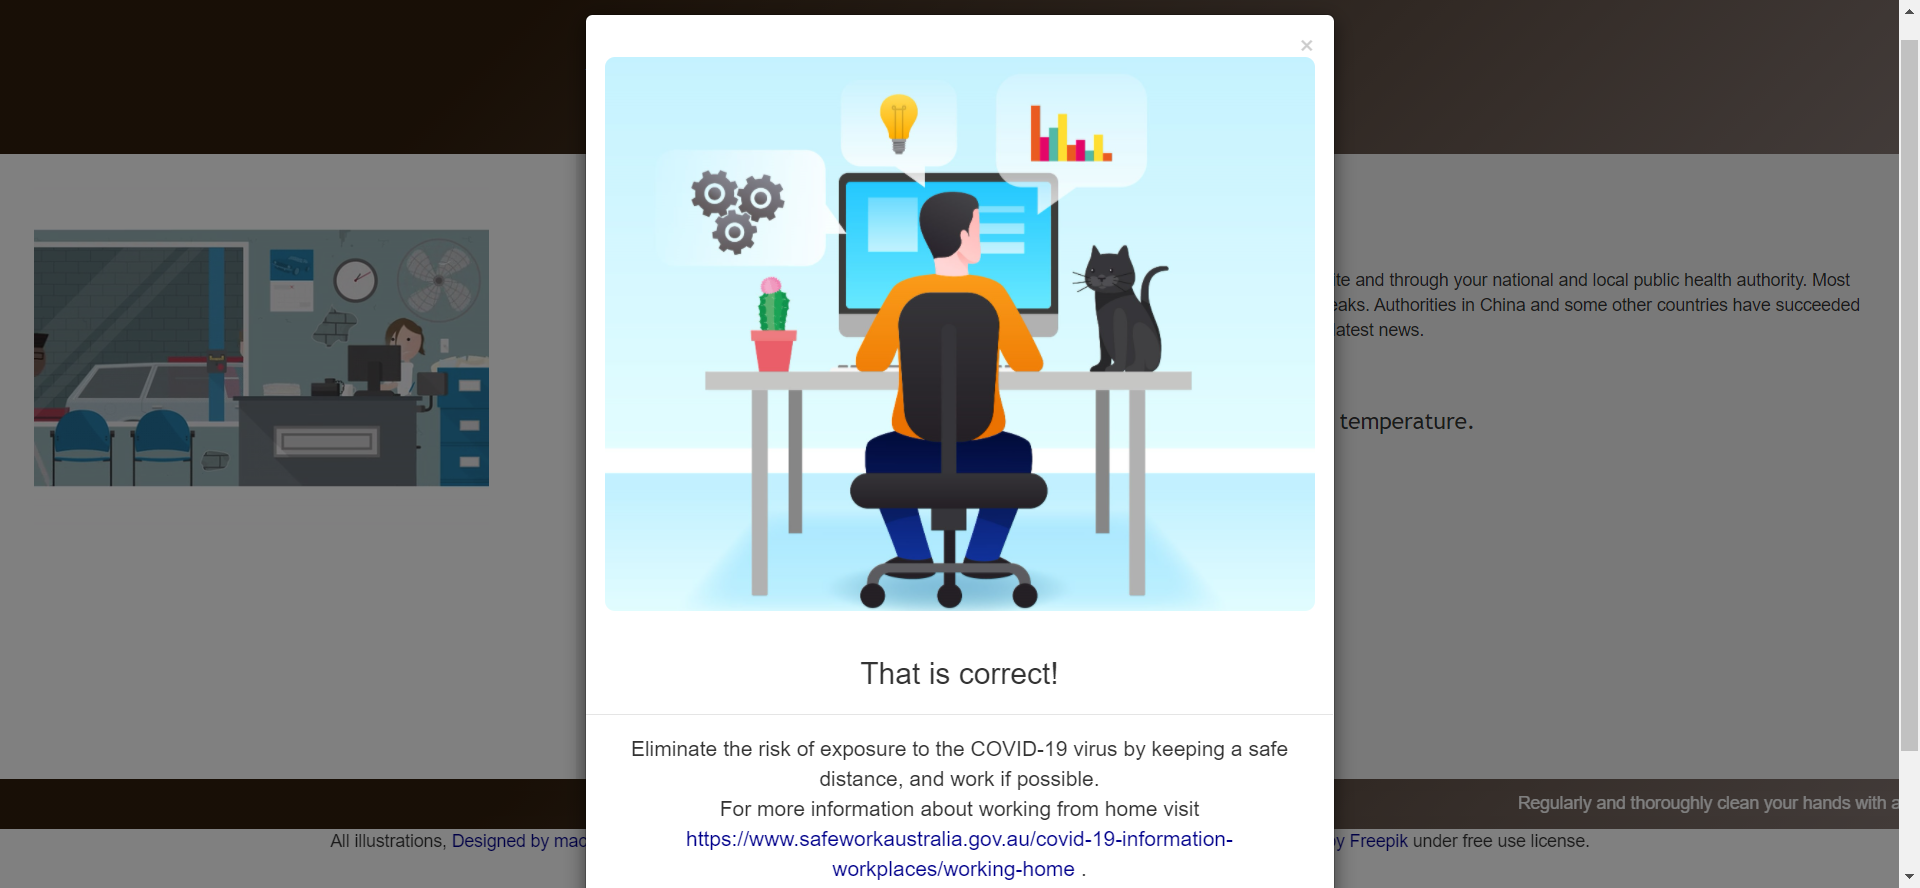 ×
ite and through your national and local public health authority. Most
eaks. Authorities in China and some other countries have succeeded
atest news.
temperature.
That is correct!
Eliminate the risk of exposure to the COVID-19 virus by keeping a safe
distance, and work if possible.
For more information about working from home visit
https://www.safeworkaustralia.gov.au/covid-19-information-
workplaces/working-home .
Regularly and thoroughly clean your hands with a
All illustrations, Designed by mac
by Freepik under free use license.